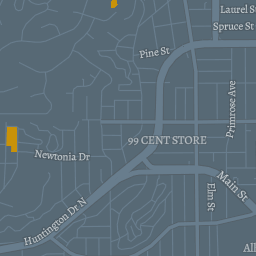 Laurel St
Spruce St
Pine St
Primrose Ave
99 CENT STORE
Newtonia Dr
Main St
Elm St
Huntington Dr N
All